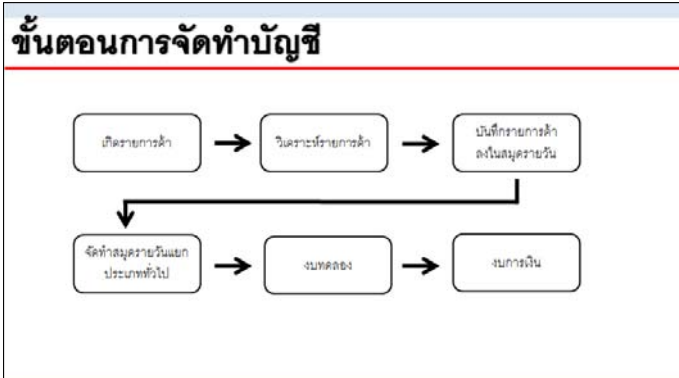 ขั้นตอนการจัดทำบัญชี
เกิดรายการค้า
วิเคราะห์รายการค้า
บันทึกรายการค้า
ลงในสมุดรายวัน
จัดทำสมุดรายวันแยก
ประเภททั่วไป
งบทดลอง
งบการเงิน